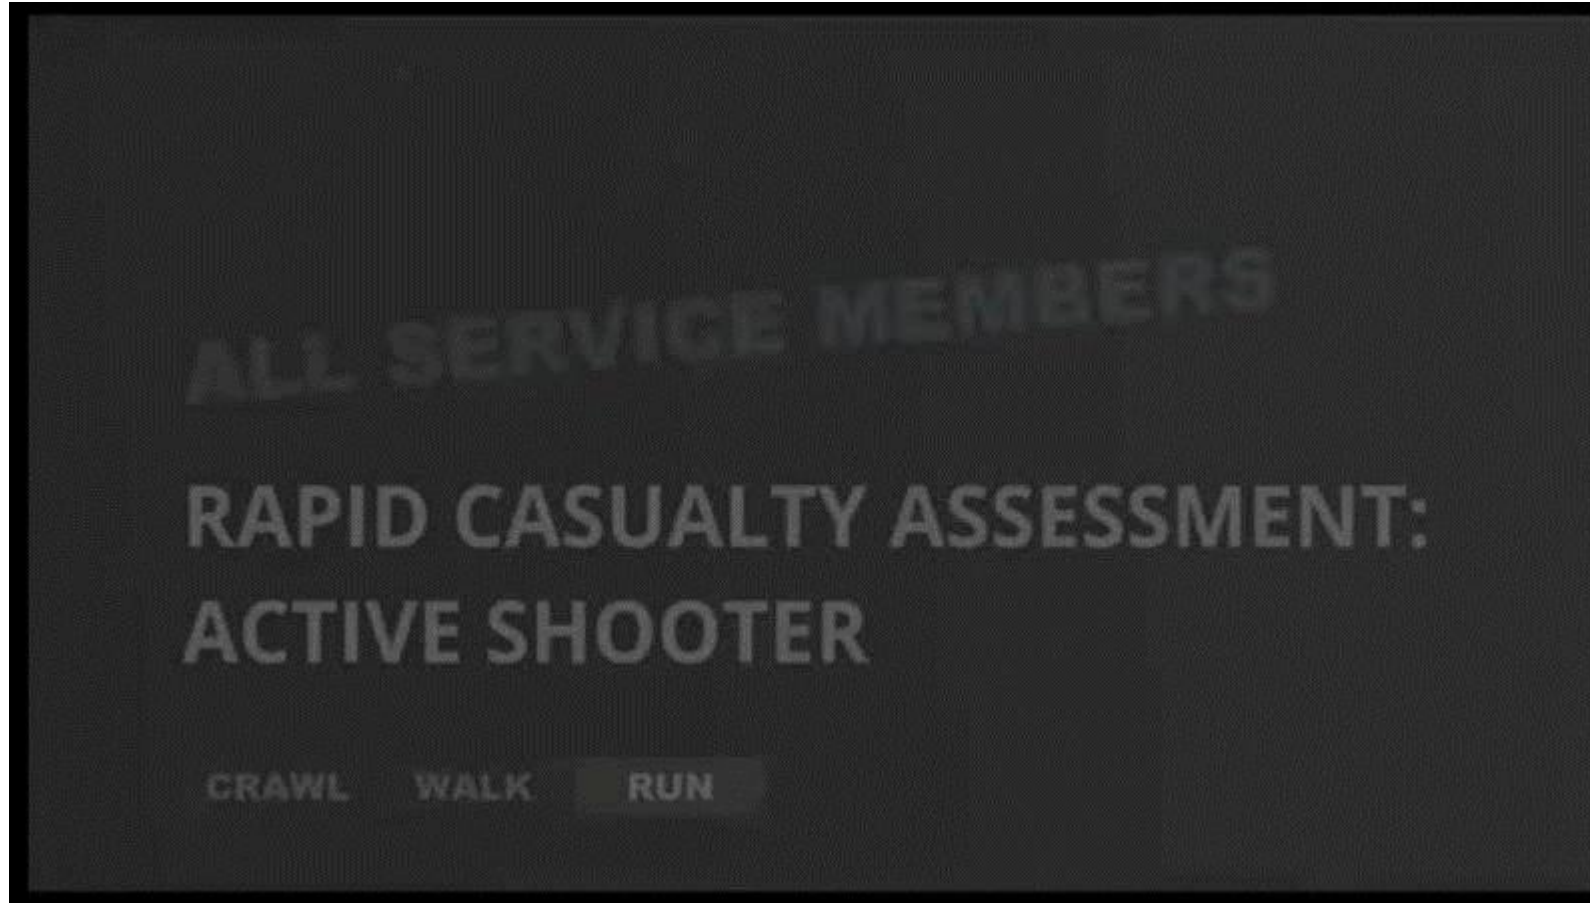 ALL SERVICE MEMBERS
RAPID CASUALTY ASSESSMENT:
ACTIVE SHOOTER
CRAWL WALK RUN